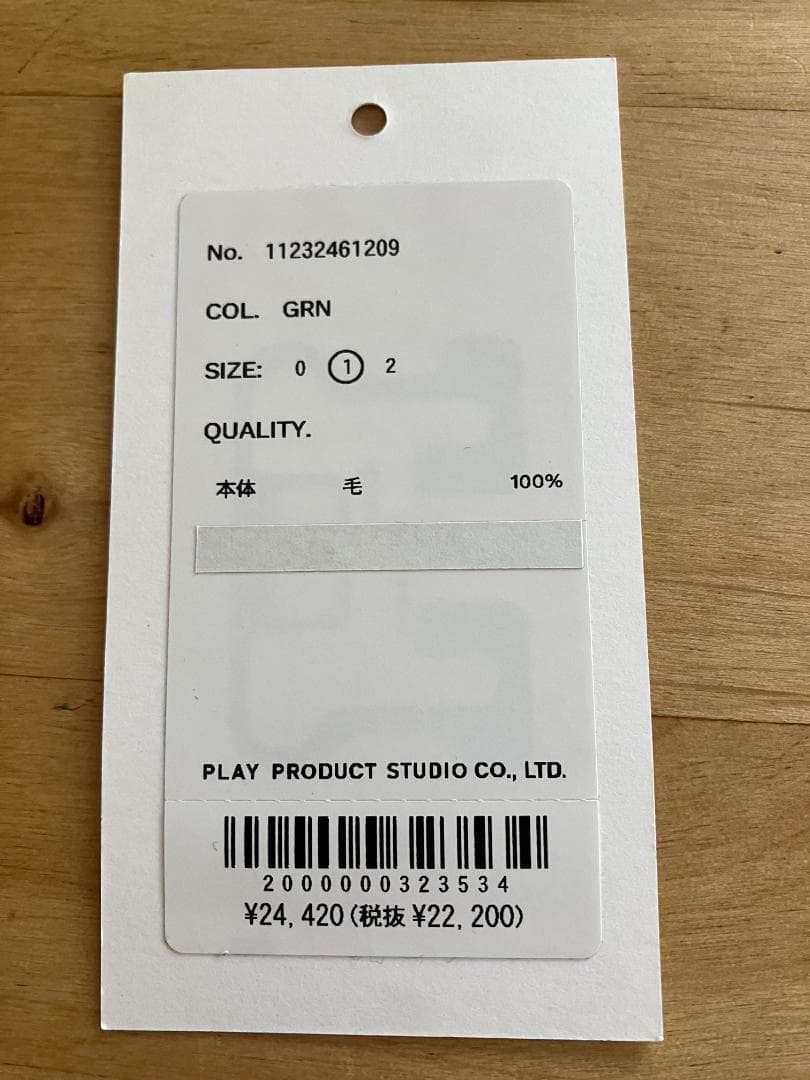 No. 11232461209
COL. GRN
SIZE: 0 1 2
QUALITY.
本体 毛 100%
PLAY PRODUCT STUDIO CO., LTD.
2000000323534
¥24,420(税抜¥22,200)